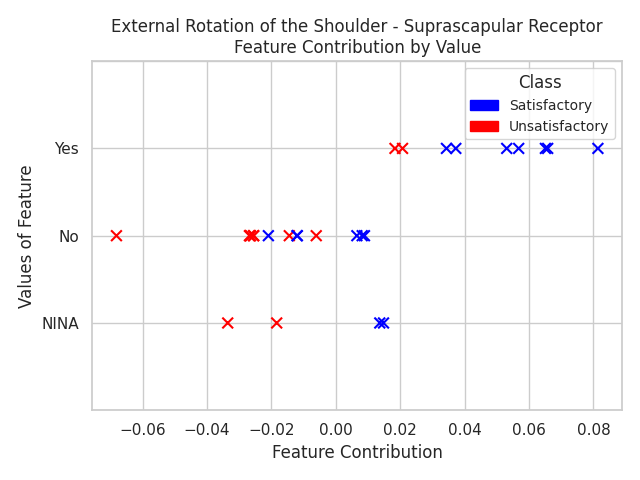 External Rotation of the Shoulder - Suprascapular Receptor
Feature Contribution by Value
Class
Satisfactory
Unsatisfactory
Values of Feature
Yes
No
NINA
−0.06 −0.04 −0.02 0.00 0.02 0.04 0.06 0.08
Feature Contribution